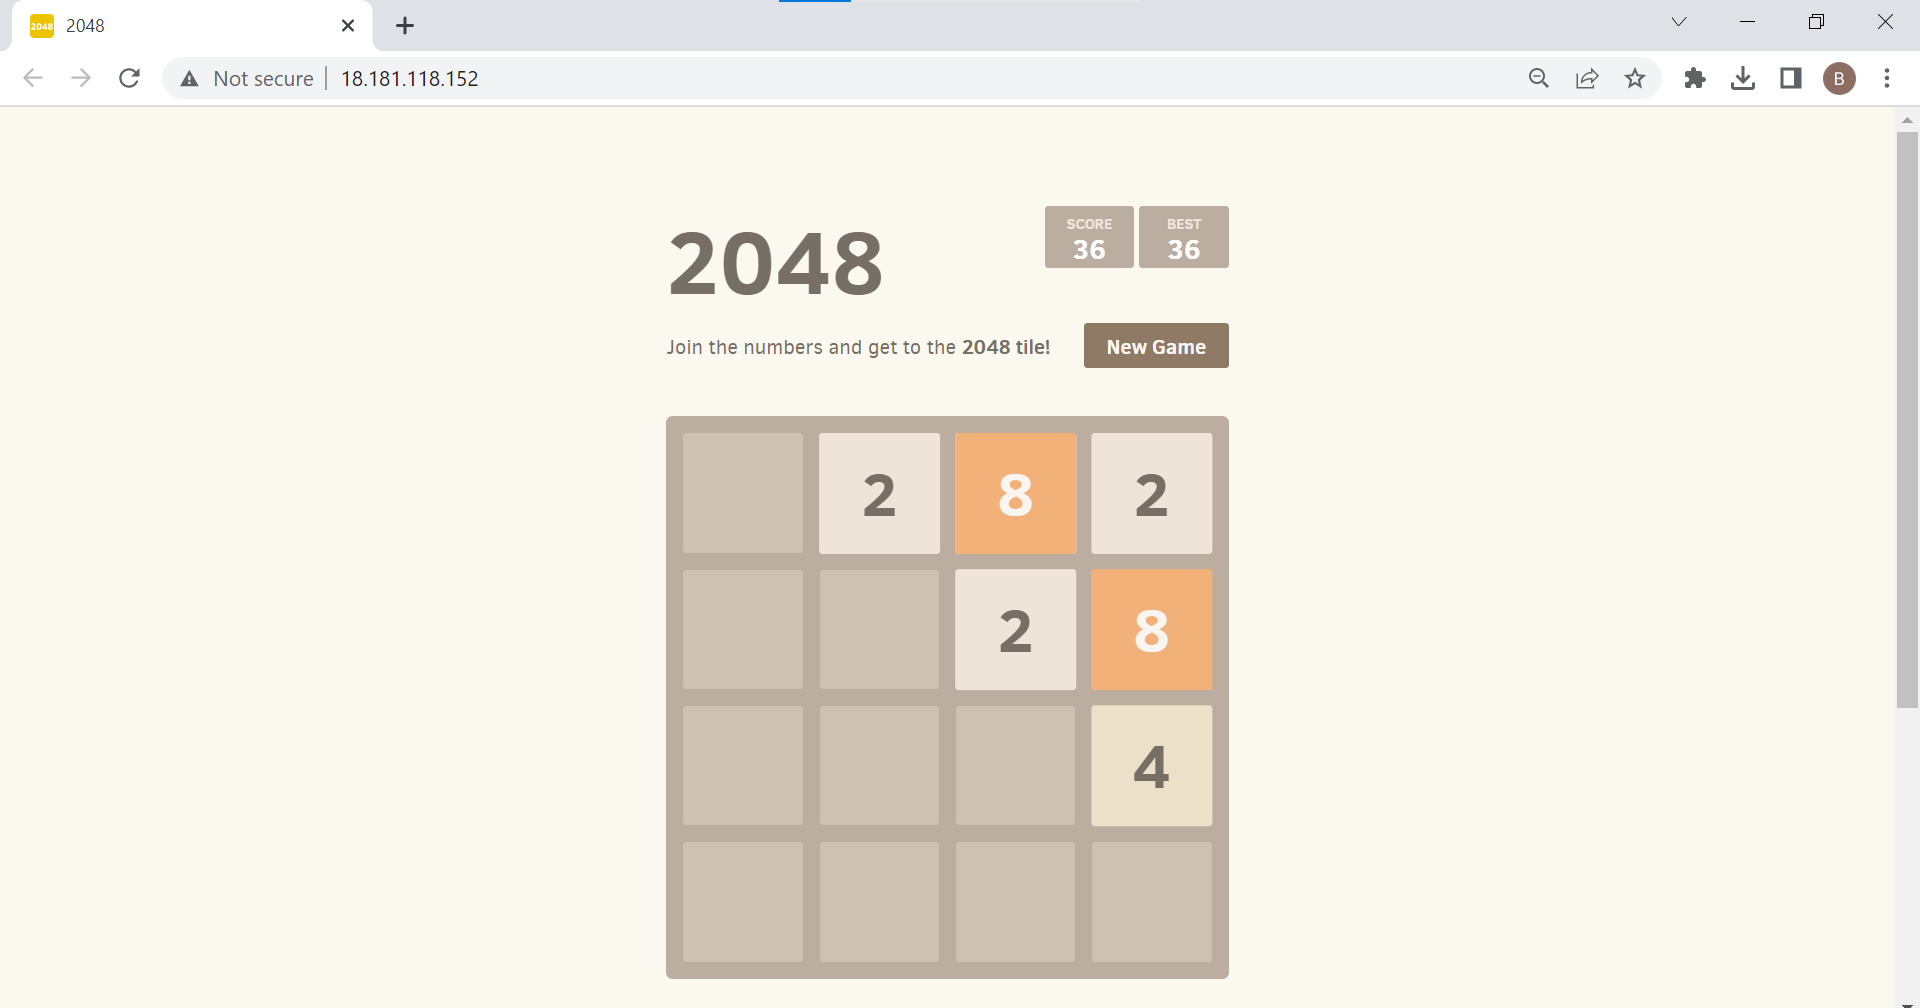 2048 2048
Not secure 18.181.118.152 B
SCORE BEST
36 36
2048
Join the numbers and get to the 2048 tile! New Game
2 8 2
2 8
4